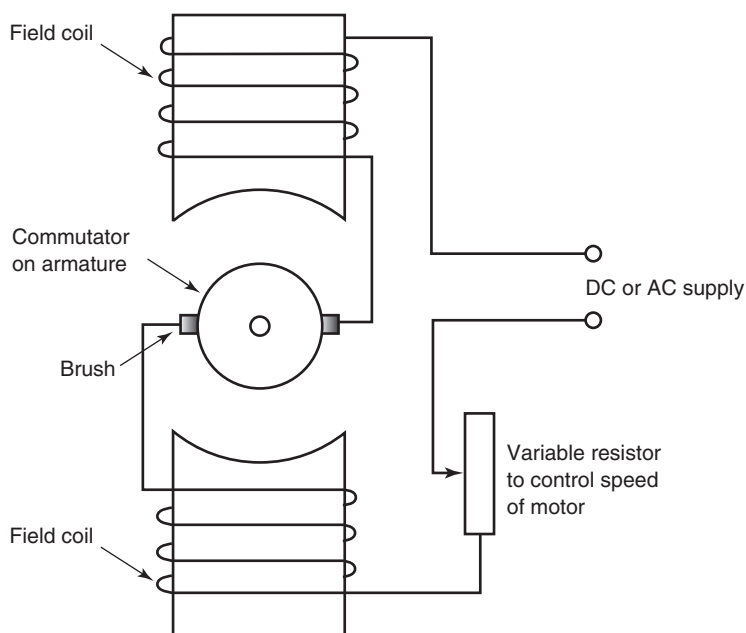 Field coil
Commutator
on armature
DC or AC supply
Brush
Variable resistor
to control speed
of motor
Field coil